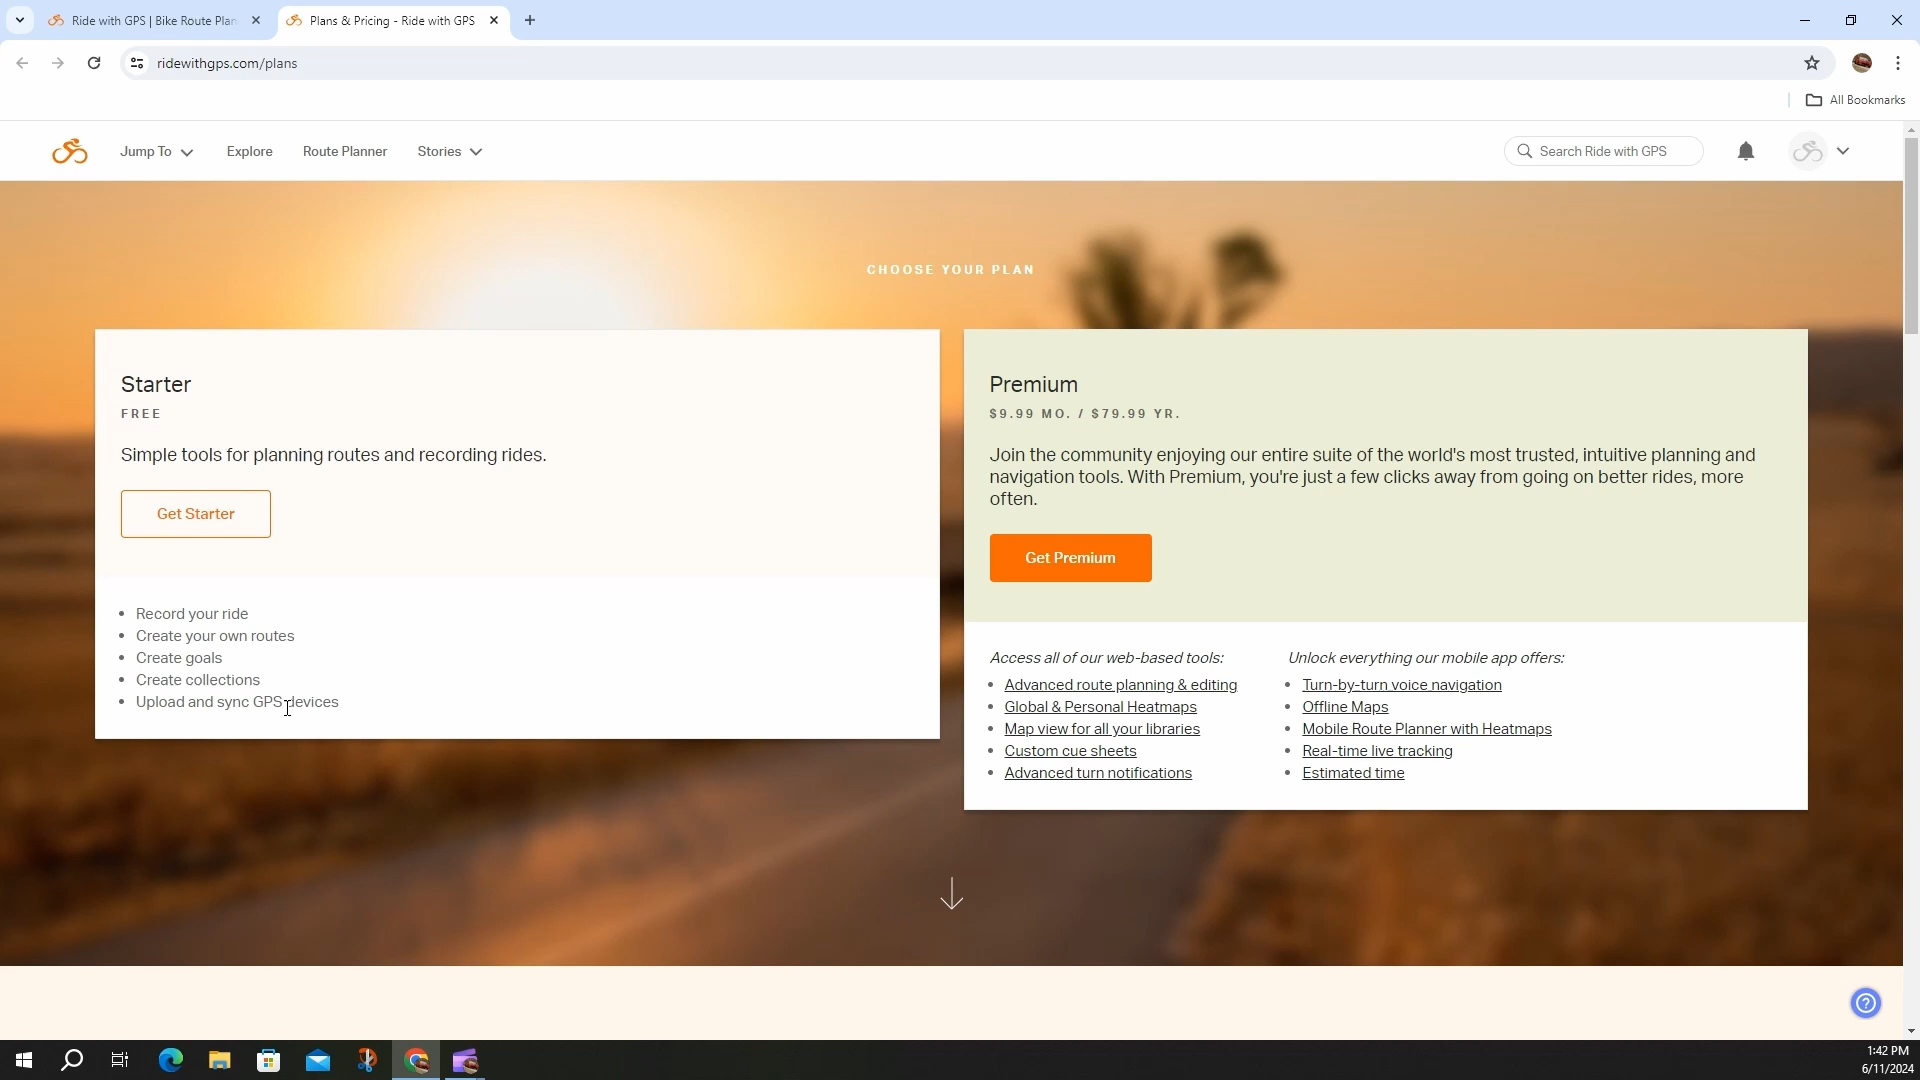 Ride with GPS | Bike Route Plan
Plans & Pricing - Ride with GPS
ridewithgps.com/plans
All Bookmarks
Jump To
Explore
Route Planner
Stories
Search Ride with GPS
CHOOSE YOUR PLAN
Starter
FREE
Simple tools for planning routes and recording rides.
Get Starter
• Record your ride
• Create your own routes
• Create goals
• Create collections
• Upload and sync GPS devices
Premium
$9.99 MO. / $79.99 YR.
Join the community enjoying our entire suite of the world's most trusted, intuitive planning and
navigation tools. With Premium, you're just a few clicks away from going on better rides, more
often.
Get Premium
Access all of our web-based tools:
• Advanced route planning & editing
• Global & Personal Heatmaps
• Map view for all your libraries
• Custom cue sheets
• Advanced turn notifications
Unlock everything our mobile app offers:
• Turn-by-turn voice navigation
• Offline Maps
• Mobile Route Planner with Heatmaps
• Real-time live tracking
• Estimated time
1:42 PM
6/11/2024